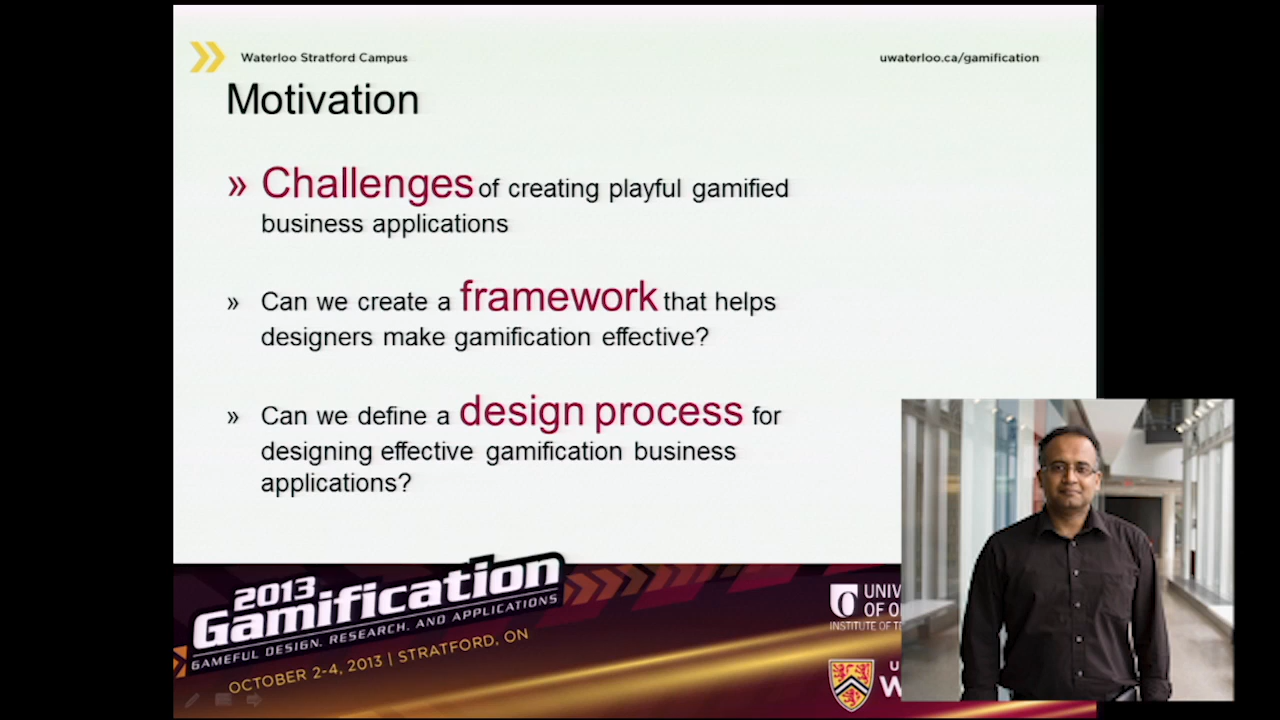 Waterloo Stratford Campus
uwaterloo.ca/gamification
Motivation
» Challenges of creating playful gamified
business applications
» Can we create a framework that helps
designers make gamification effective?
» Can we define a design process for
designing effective gamification business
applications?
2013
Gamification
GAMEFUL DESIGN, RESEARCH, AND APPLICATIONS
OCTOBER 2-4, 2013 | STRATFORD, ON
OF